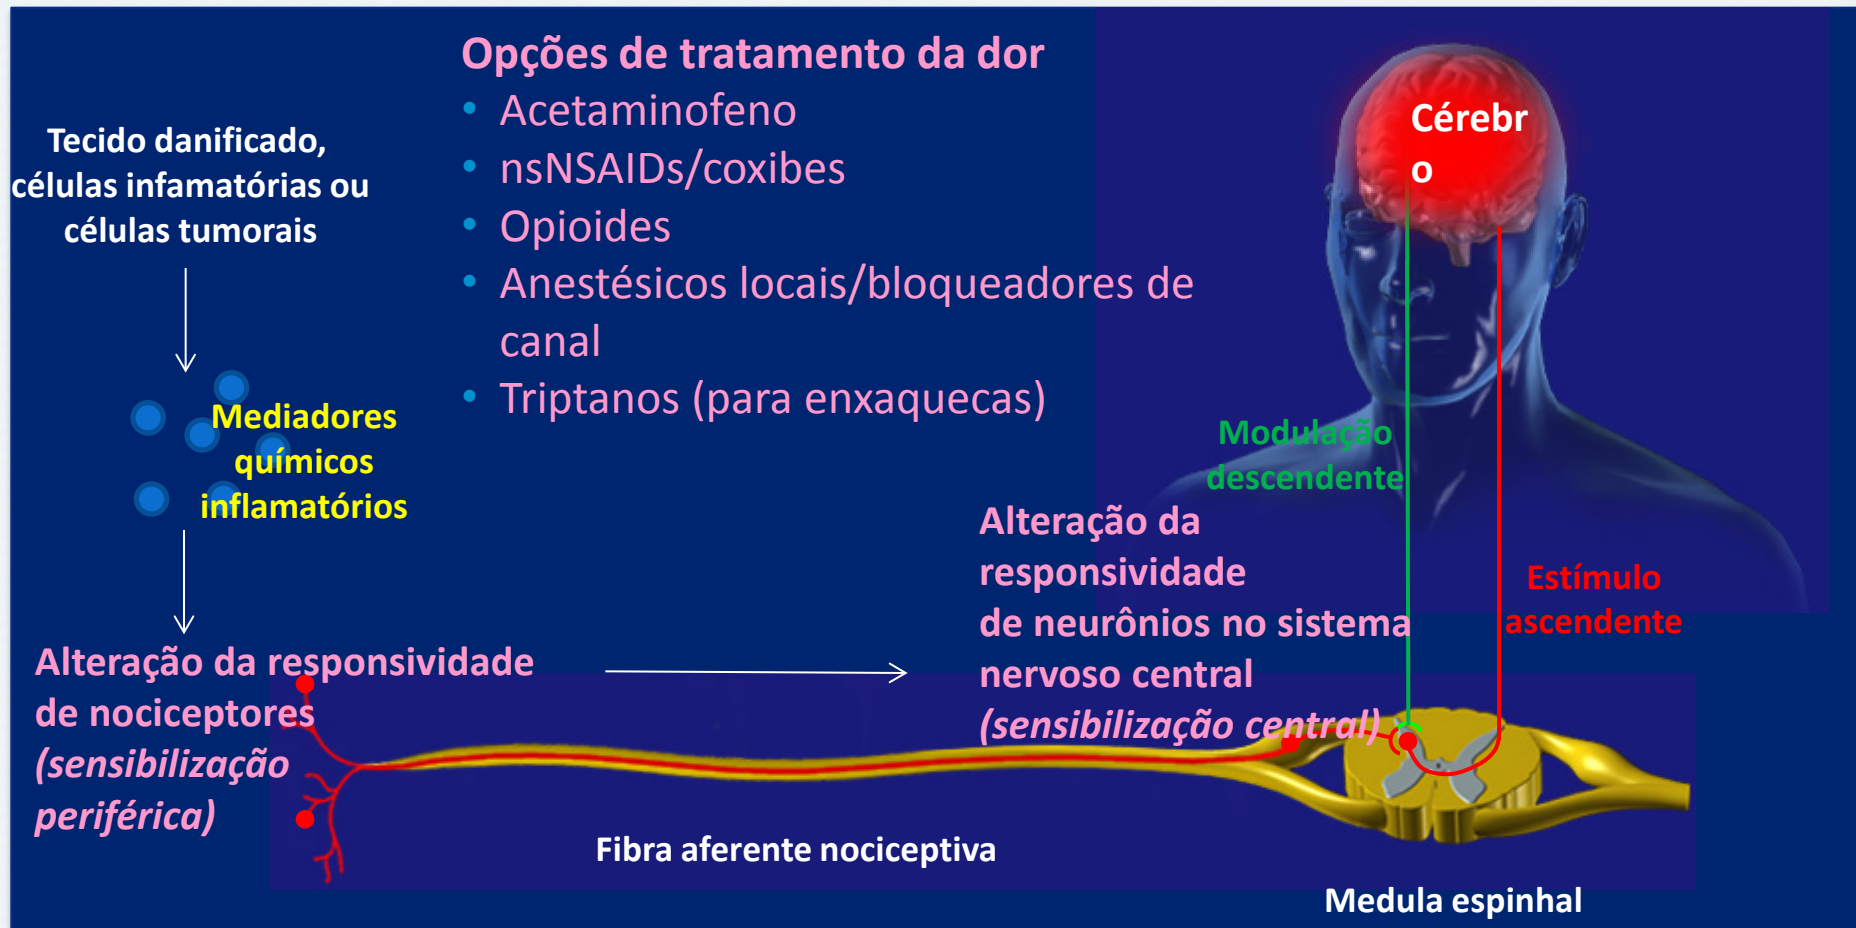 Opções de tratamento da dor
• Acetaminofeno
• nsNSAIDs/coxibes
• Opioides
• Anestésicos locais/bloqueadores de
canal
• Triptanos (para enxaquecas)
Tecido danificado,
células infamatórias ou
células tumorais
Mediadores
químicos
inflamatórios
Alteração da responsividade
de nociceptores
(sensibilização
periférica)
Cérebr
o
Modulação
descendente
Estímulo
ascendente
Alteração da
responsividade
de neurônios no sistema
nervoso central
(sensibilização central)
Fibra aferente nociceptiva
Medula espinhal